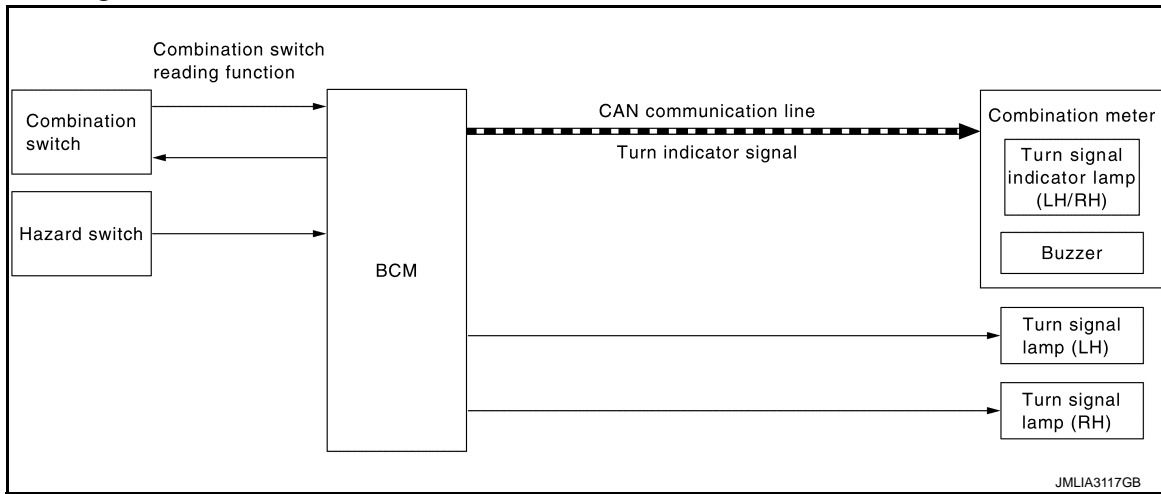 Combination switch
reading function
Combination
switch
Hazard switch
BCM
CAN communication line
Turn indicator signal
Combination meter
Turn signal
indicator lamp
(LH/RH)
Buzzer
Turn signal
lamp (LH)
Turn signal
lamp (RH)
JMLIA3117GB